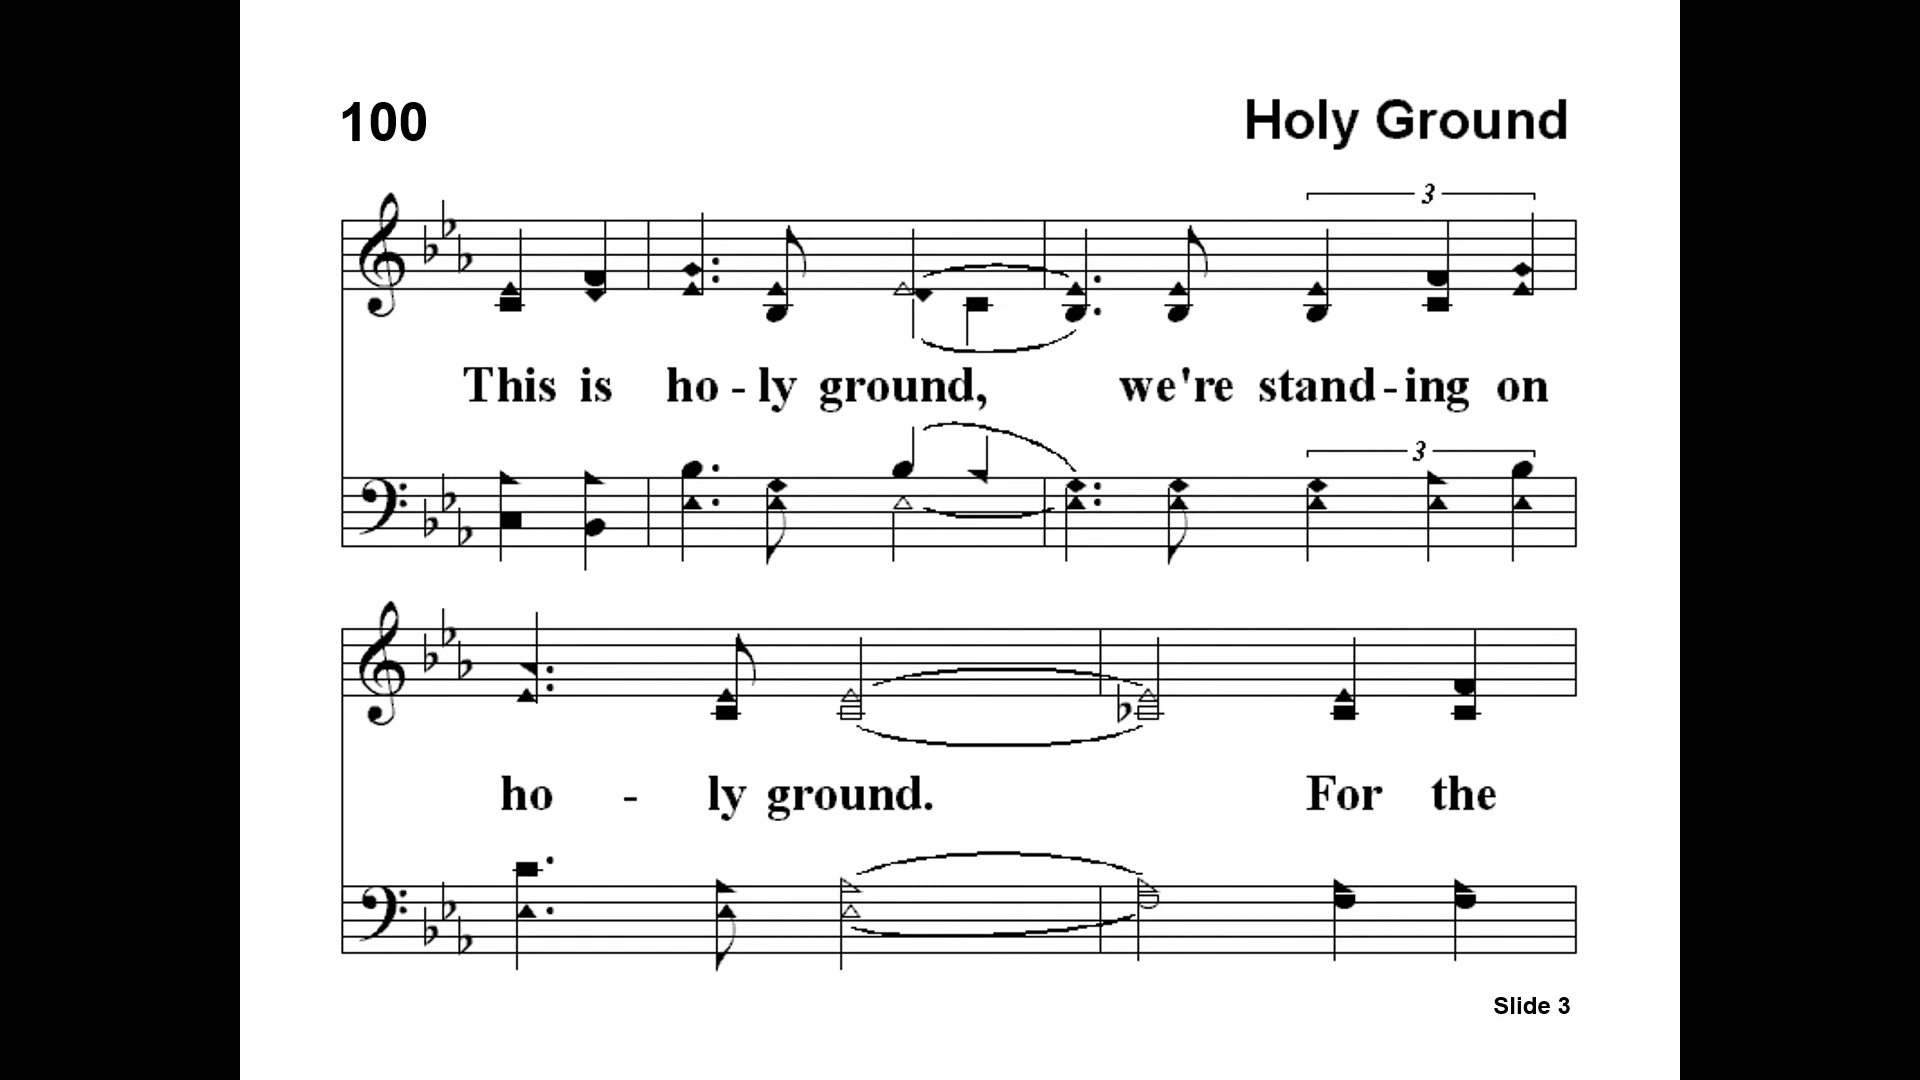 100 Holy Ground
3
This is ho - ly ground, we're stand - ing on
3
ho - ly ground. For the
Slide 3